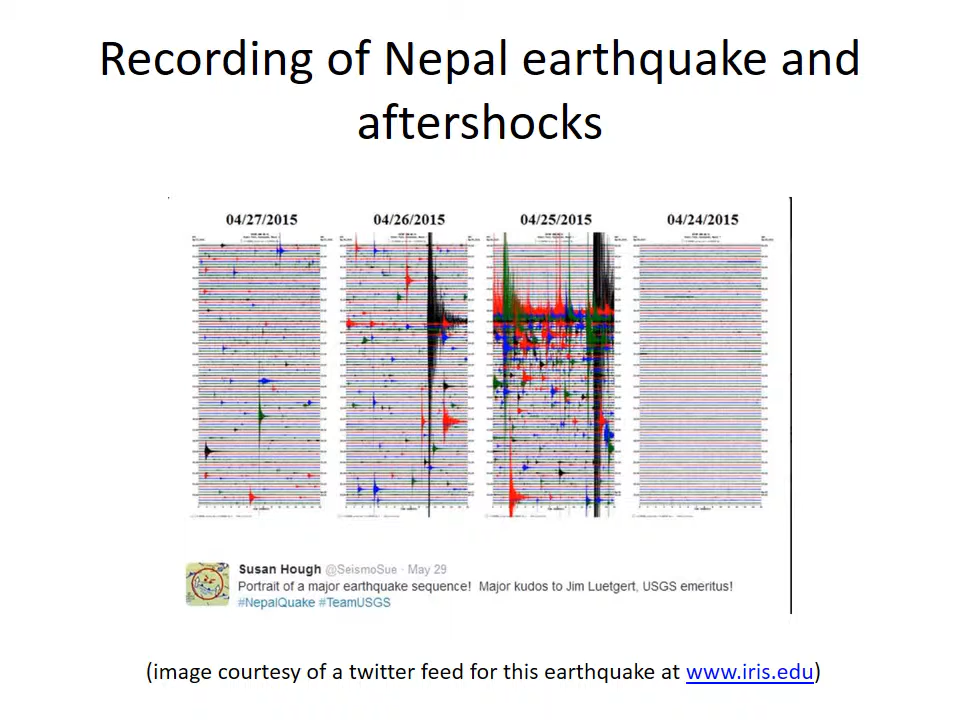 Recording of Nepal earthquake and
aftershocks
04/27/2015 04/26/2015 04/25/2015 04/24/2015
Susan Hough @SeismoSue · May 29
Portrait of a major earthquake sequence! Major kudos to Jim Luetgert, USGS emeritus!
#NepalQuake #TeamUSGS
(image courtesy of a twitter feed for this earthquake at www.iris.edu)